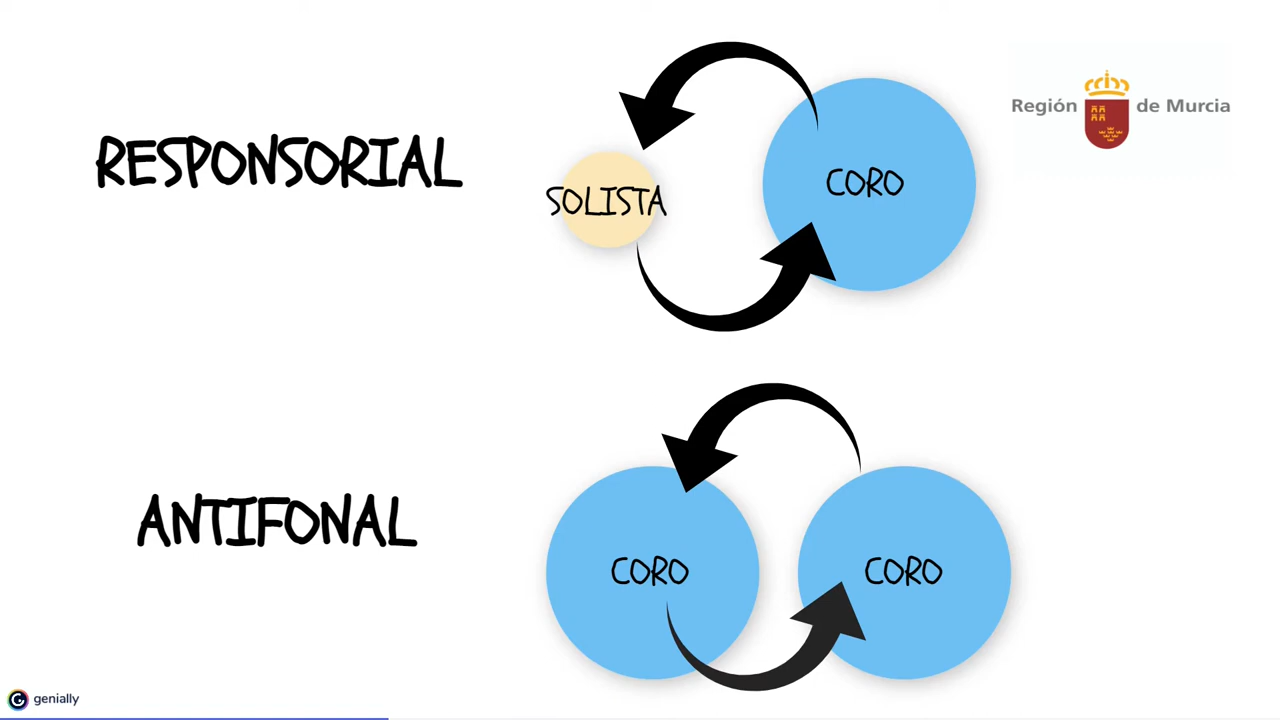 RESPONSORIAL
SOLISTA
CORO
Región de Murcia
ANTIFONAL
CORO
CORO
genially